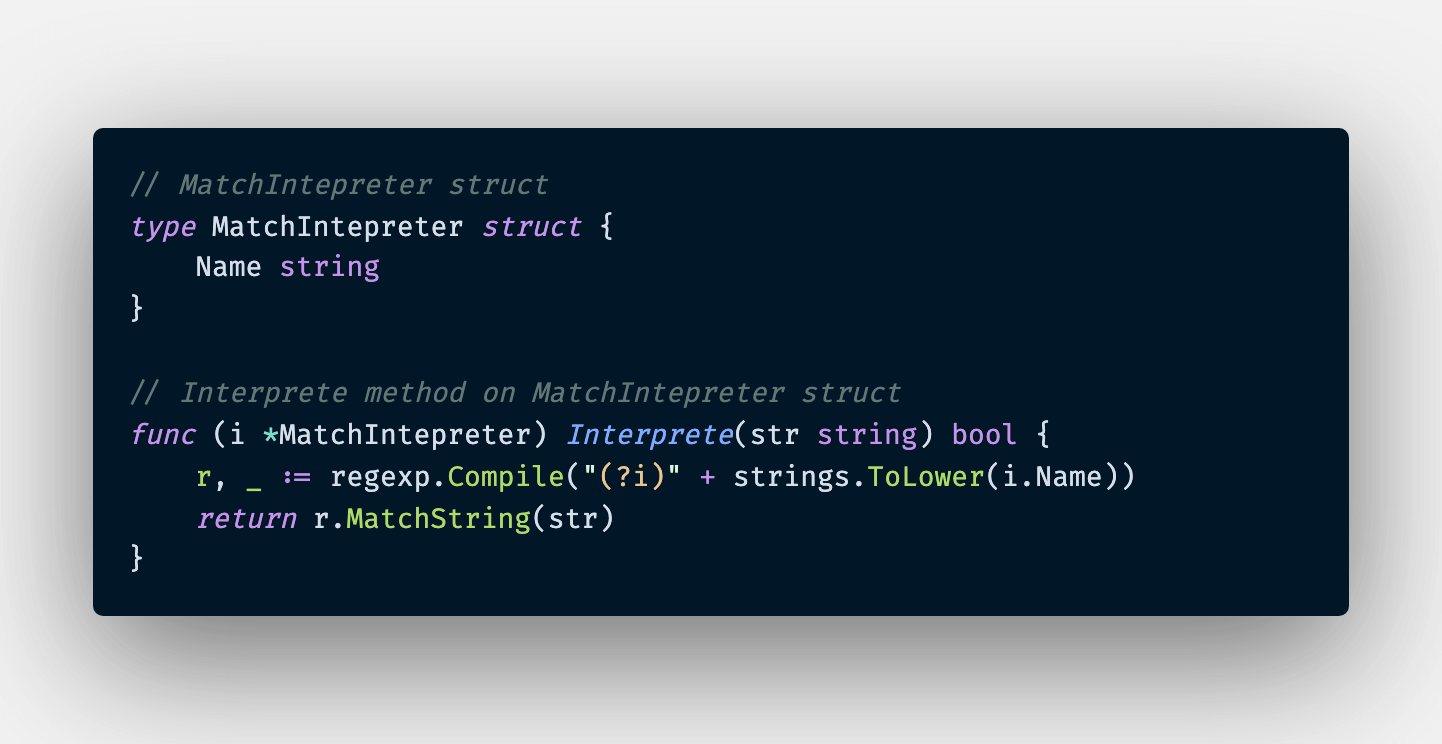 // MatchIntepreter struct
type MatchIntepreter struct {
    Name string
}
// Interprete method on MatchIntepreter struct
func (i *MatchIntepreter) Interprete(str string) bool {
    r, _ := regexp.Compile("(?i)" + strings.ToLower(i.Name))
    return r.MatchString(str)
}